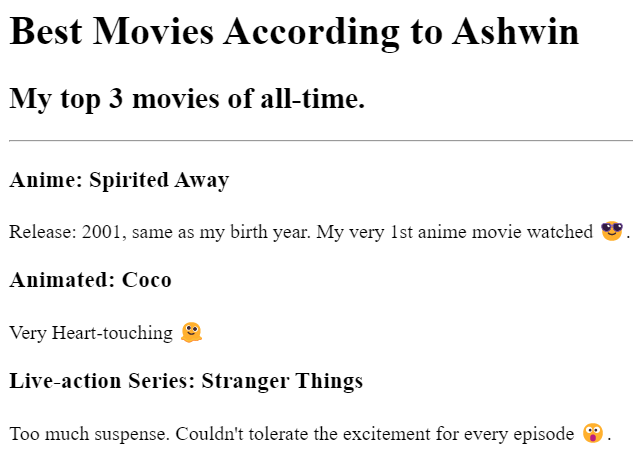 Best Movies According to Ashwin
My top 3 movies of all-time.
Anime: Spirited Away
Release: 2001, same as my birth year. My very 1st anime movie watched 😎.
Animated: Coco
Very Heart-touching 🤗
Live-action Series: Stranger Things
Too much suspense. Couldn't tolerate the excitement for every episode 😲.